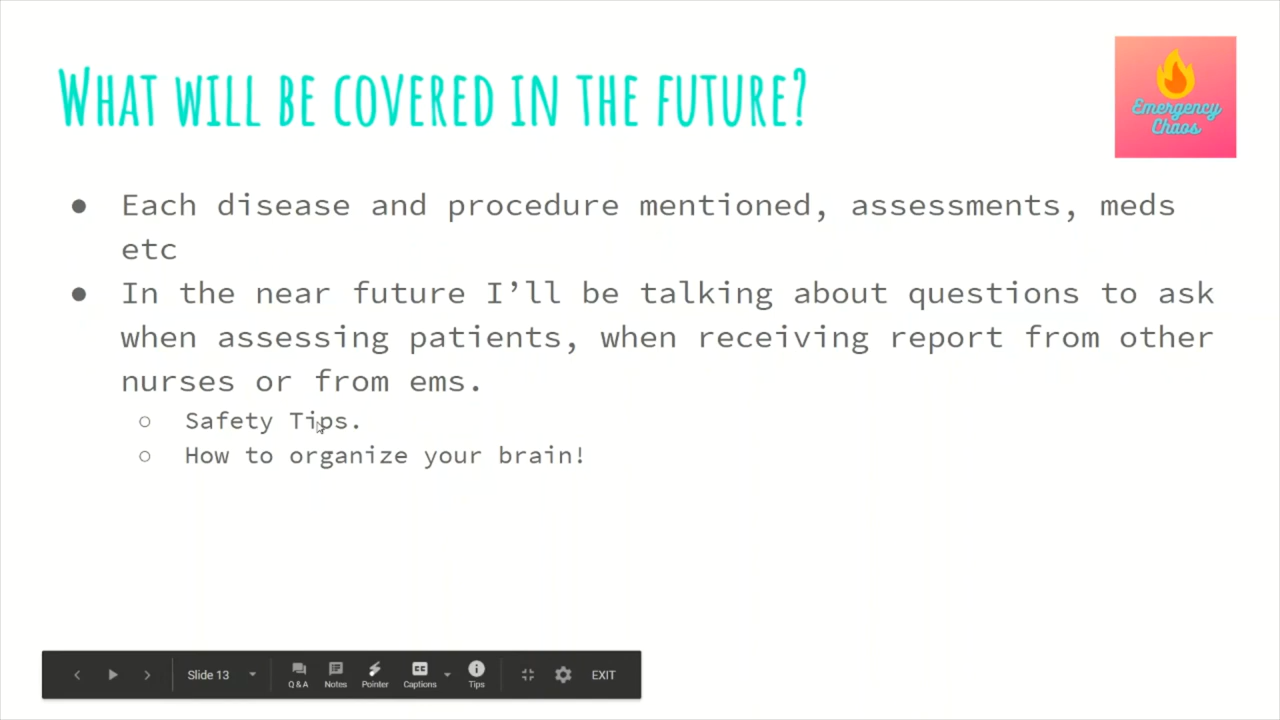 What will be covered in the future?
Emergency
Chaos
● Each disease and procedure mentioned, assessments, meds
etc
● In the near future I’ll be talking about questions to ask
when assessing patients, when receiving report from other
nurses or from ems.
○ Safety Tips.
○ How to organize your brain!
Slide 13
Q & A
Notes
Pointer
CC
Captions
Tips
EXIT